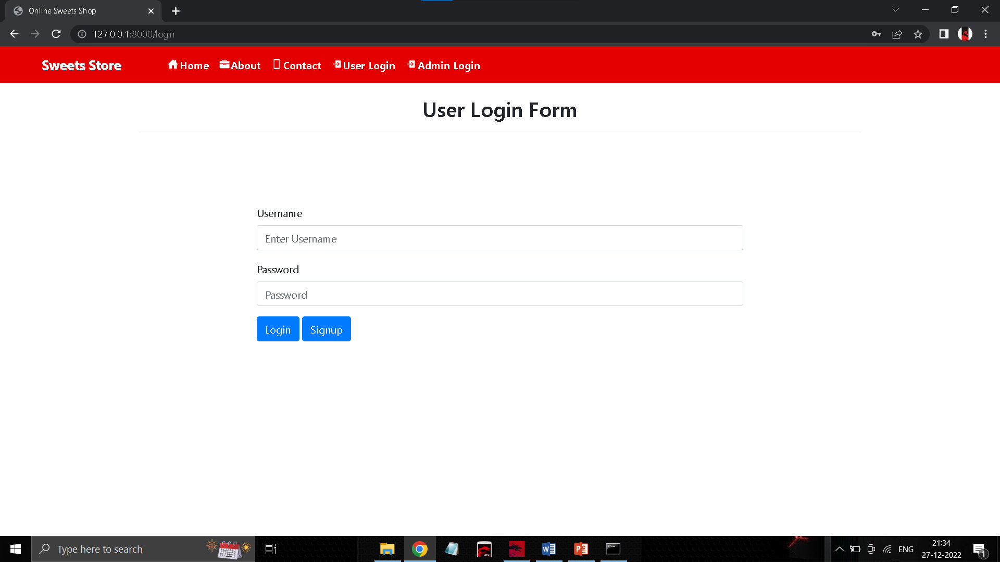 Online Sweets Shop
127.0.0.1:8000/login
Sweets Store Home About Contact User Login Admin Login
User Login Form
Username
Enter Username
Password
Password
Login Signup
Type here to search
ENG
21:34
27-12-2022
1